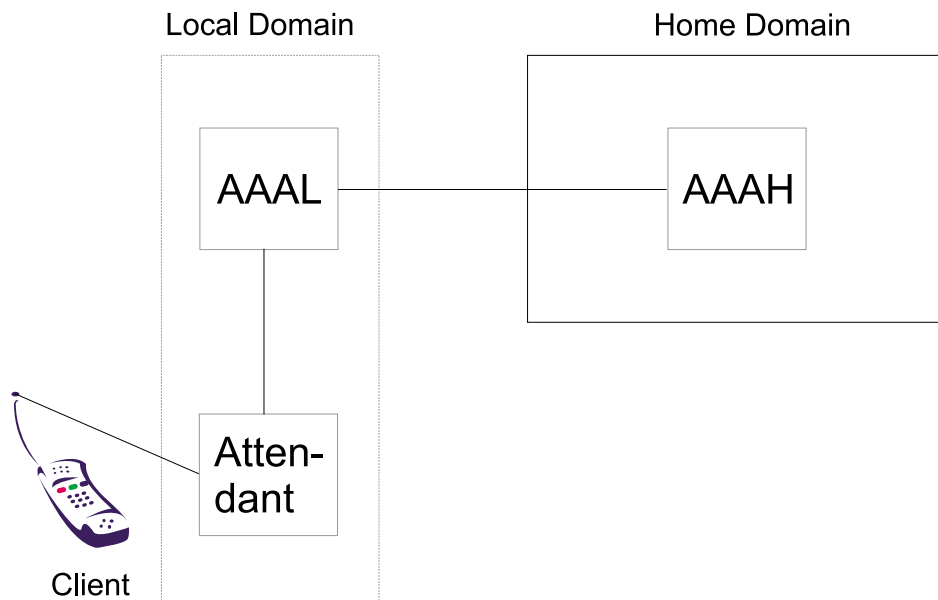 Local Domain
Home Domain
AAAL
AAAH
Atten-
dant
Client